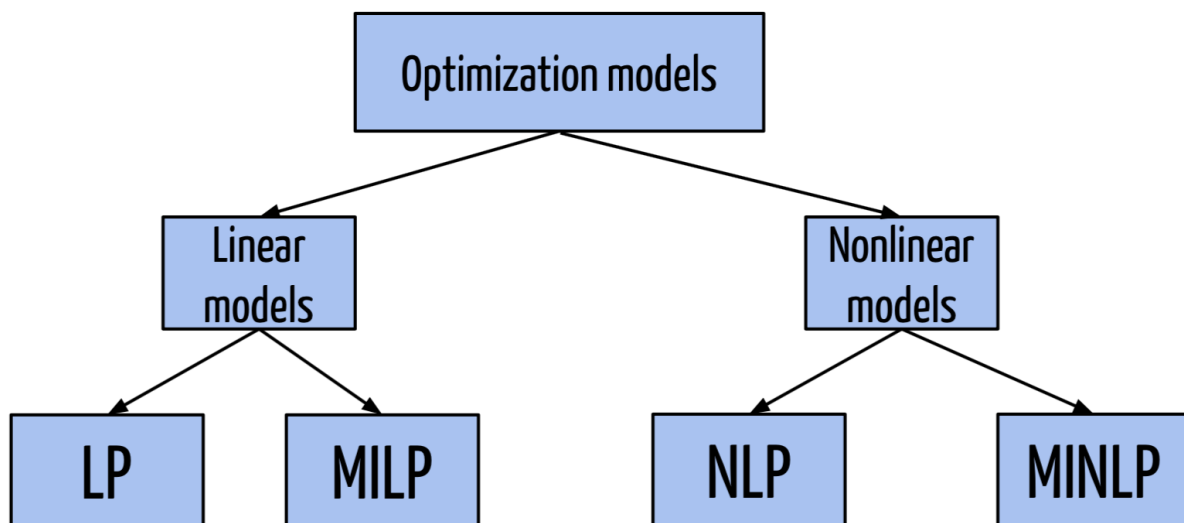 Optimization models
Linear
models
Nonlinear
models
LP
MILP
NLP
MINLP